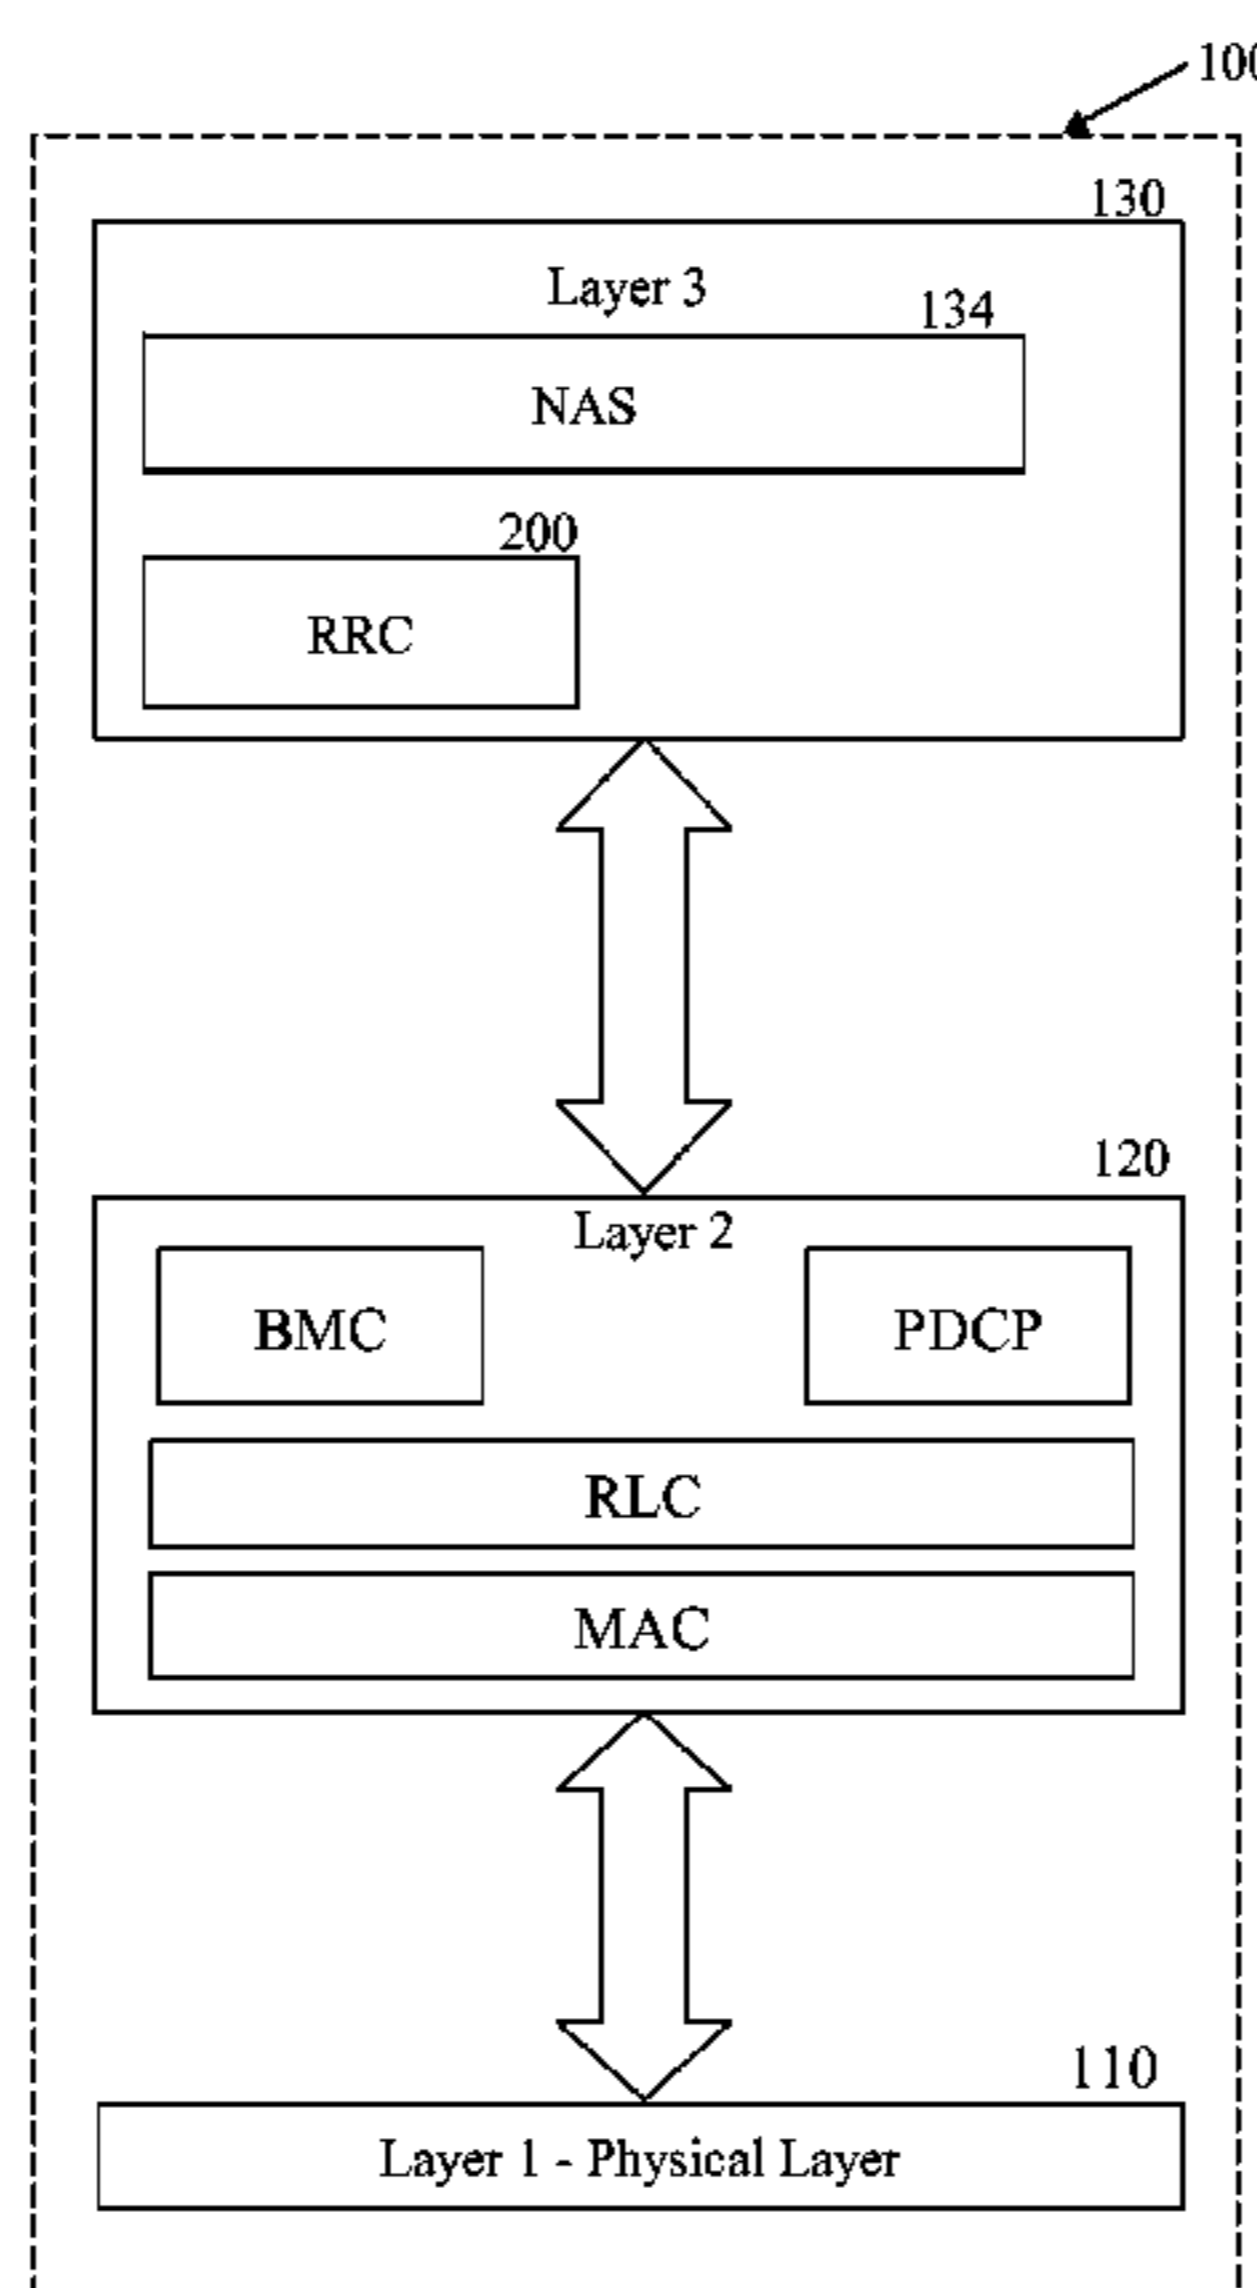 100
130
Layer 3
134
NAS
200
RRC
120
Layer 2
BMC
PDCP
RLC
MAC
110
Layer 1 - Physical Layer